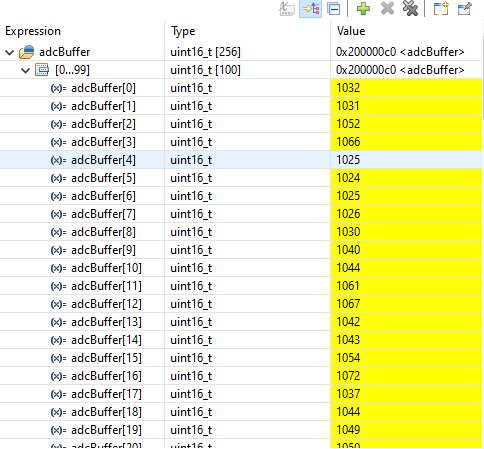 Expression Type Value
adcBuffer uint16_t [256] 0x200000c0 <adcBuffer>
[0...99] uint16_t [100] 0x200000c0 <adcBuffer>
(x)= adcBuffer[0] uint16_t 1032
(x)= adcBuffer[1] uint16_t 1031
(x)= adcBuffer[2] uint16_t 1052
(x)= adcBuffer[3] uint16_t 1066
(x)= adcBuffer[4] uint16_t 1025
(x)= adcBuffer[5] uint16_t 1024
(x)= adcBuffer[6] uint16_t 1025
(x)= adcBuffer[7] uint16_t 1026
(x)= adcBuffer[8] uint16_t 1030
(x)= adcBuffer[9] uint16_t 1040
(x)= adcBuffer[10] uint16_t 1044
(x)= adcBuffer[11] uint16_t 1061
(x)= adcBuffer[12] uint16_t 1067
(x)= adcBuffer[13] uint16_t 1042
(x)= adcBuffer[14] uint16_t 1043
(x)= adcBuffer[15] uint16_t 1054
(x)= adcBuffer[16] uint16_t 1072
(x)= adcBuffer[17] uint16_t 1037
(x)= adcBuffer[18] uint16_t 1044
(x)= adcBuffer[19] uint16_t 1049
(x)= adcBuffer[20] uint16_t 1050